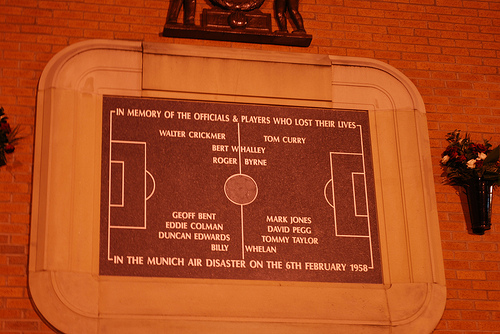 IN MEMORY OF THE OFFICIALS & PLAYERS WHO LOST THEIR LIVES
WALTER CRICKMER TOM CURRY
BERT WHALLEY
ROGER BYRNE
GEOFF BENT MARK JONES
EDDIE COLMAN DAVID PEGG
DUNCAN EDWARDS TOMMY TAYLOR
BILLY WHELAN
IN THE MUNICH AIR DISASTER ON THE 6TH FEBRUARY 1958